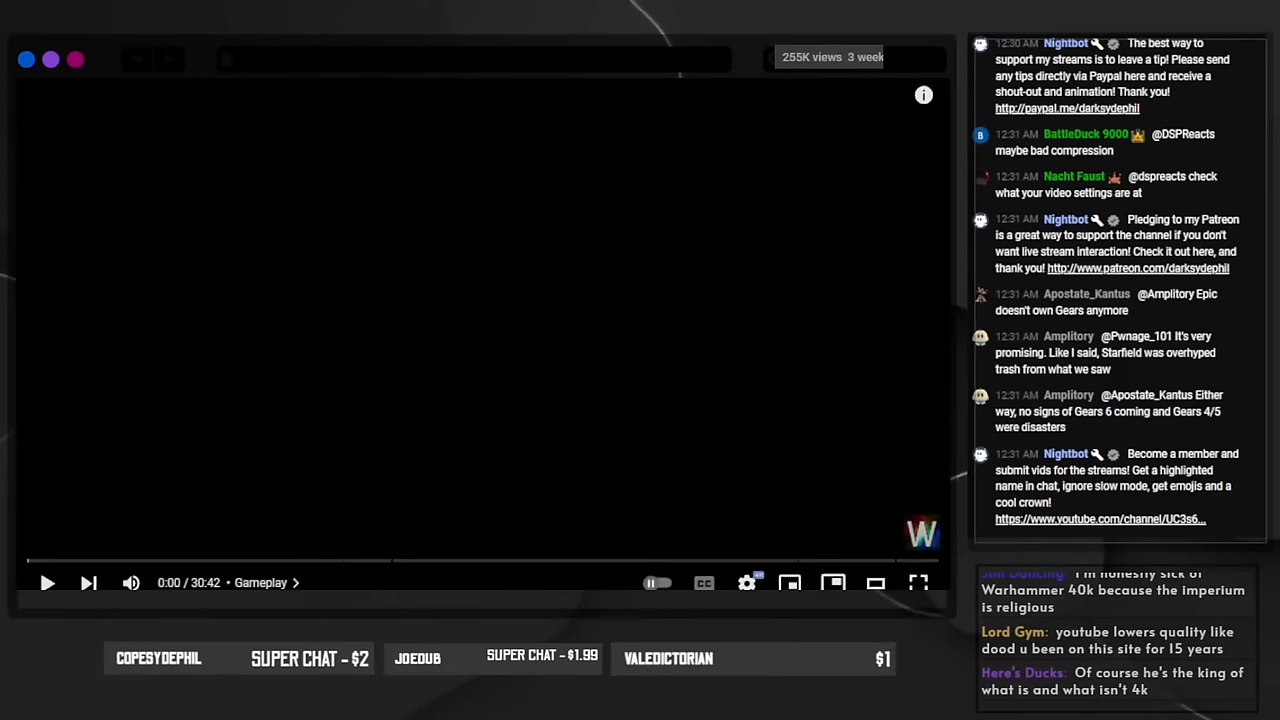 255K views 3 week
W
0:00 / 30:42 • Gameplay >
CC
COPESYDEPHIL SUPER CHAT - $2
JOEDUB SUPER CHAT - $1.99
VALEDICTORIAN $1
12:30 AM Nightbot The best way to
support my streams is to leave a tip! Please send
any tips directly via Paypal here and receive a
shout-out and animation! Thank you!
http://paypal.me/darksydephil
B 12:31 AM BattleDuck 9000 @DSPReacts
maybe bad compression
12:31 AM Nacht Faust @dspreacts check
what your video settings are at
12:31 AM Nightbot Pledging to my Patreon
is a great way to support the channel if you don't
want live stream interaction! Check it out here, and
thank you! http://www.patreon.com/darksydephil
12:31 AM Apostate_Kantus @Amplitory Epic
doesn't own Gears anymore
12:31 AM Amplitory @Pwnage_101 It's very
promising. Like I said, Starfield was overhyped
trash from what we saw
12:31 AM Amplitory @Apostate_Kantus Either
way, no signs of Gears 6 coming and Gears 4/5
were disasters
12:31 AM Nightbot Become a member and
submit vids for the streams! Get a highlighted
name in chat, ignore slow mode, get emojis and a
cool crown!
https://www.youtube.com/channel/UC3s6...
Jim Dancing: I'm honestly sick of
Warhammer 40k because the imperium
is religious
Lord Gym: youtube lowers quality like
dood u been on this site for 15 years
Here's Ducks: Of course he's the king of
what is and what isn't 4k